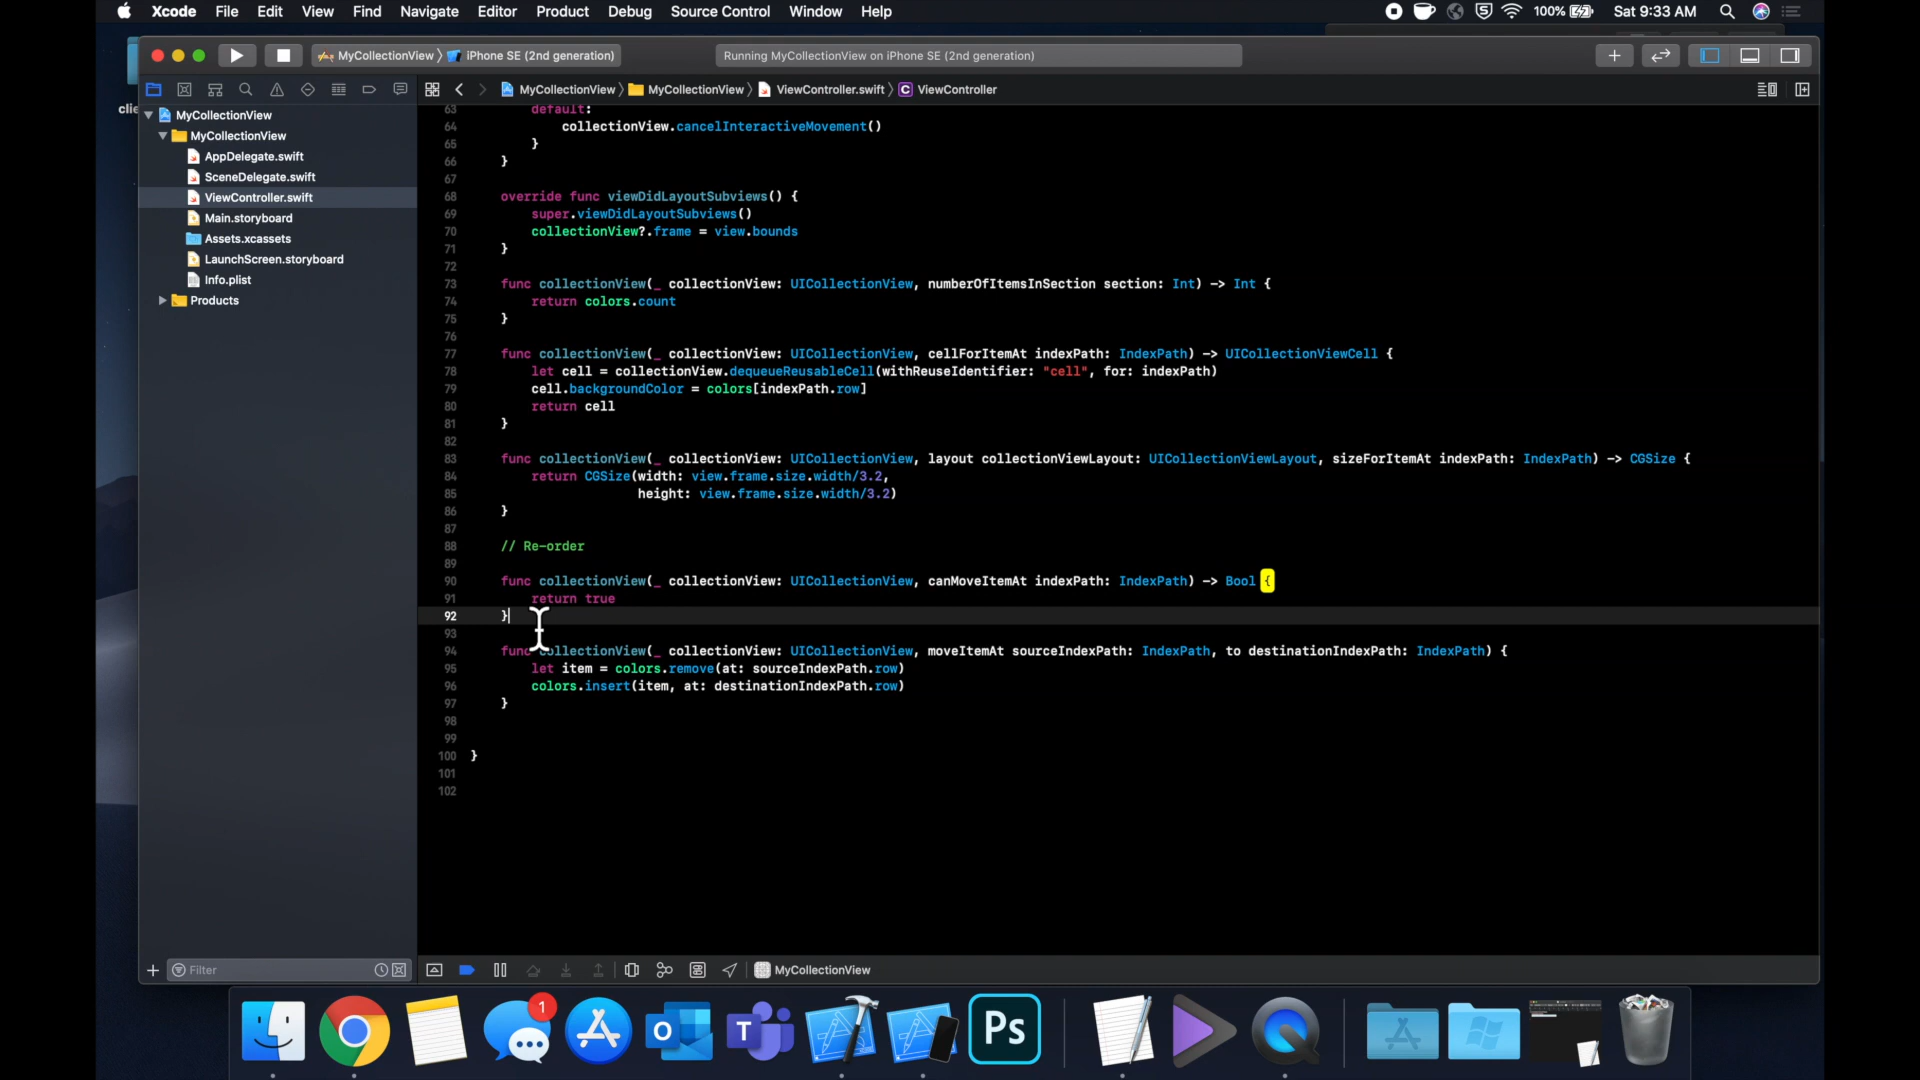 Xcode File Edit View Find Navigate Editor Product Debug Source Control Window Help 100% Sat 9:33 AM
MyCollectionView iPhone SE (2nd generation) Running MyCollectionView on iPhone SE (2nd generation)
MyCollectionView MyCollectionView ViewController.swift C ViewController
MyCollectionView
MyCollectionView
AppDelegate.swift
SceneDelegate.swift
ViewController.swift
Main.storyboard
Assets.xcassets
LaunchScreen.storyboard
Info.plist
Products
63 default:
64 collectionView.cancelInteractiveMovement()
65 }
66 }
67
68 override func viewDidLayoutSubviews() {
69 super.viewDidLayoutSubviews()
70 collectionView?.frame = view.bounds
71 }
72
73 func collectionView(_ collectionView: UICollectionView, numberOfItemsInSection section: Int) -> Int {
74 return colors.count
75 }
76
77 func collectionView(_ collectionView: UICollectionView, cellForItemAt indexPath: IndexPath) -> UICollectionViewCell {
78 let cell = collectionView.dequeueReusableCell(withReuseIdentifier: "cell", for: indexPath)
79 cell.backgroundColor = colors[indexPath.row]
80 return cell
81 }
82
83 func collectionView(_ collectionView: UICollectionView, layout collectionViewLayout: UICollectionViewLayout, sizeForItemAt indexPath: IndexPath) -> CGSize {
84 return CGSize(width: view.frame.size.width/3.2,
85 height: view.frame.size.width/3.2)
86 }
87
88 // Re-order
89
90 func collectionView(_ collectionView: UICollectionView, canMoveItemAt indexPath: IndexPath) -> Bool {
91 return true
92 }
93
94 func collectionView(_ collectionView: UICollectionView, moveItemAt sourceIndexPath: IndexPath, to destinationIndexPath: IndexPath) {
95 let item = colors.remove(at: sourceIndexPath.row)
96 colors.insert(item, at: destinationIndexPath.row)
97 }
98
99
100 }
101
102
Filter MyCollectionView
1
T
Ps